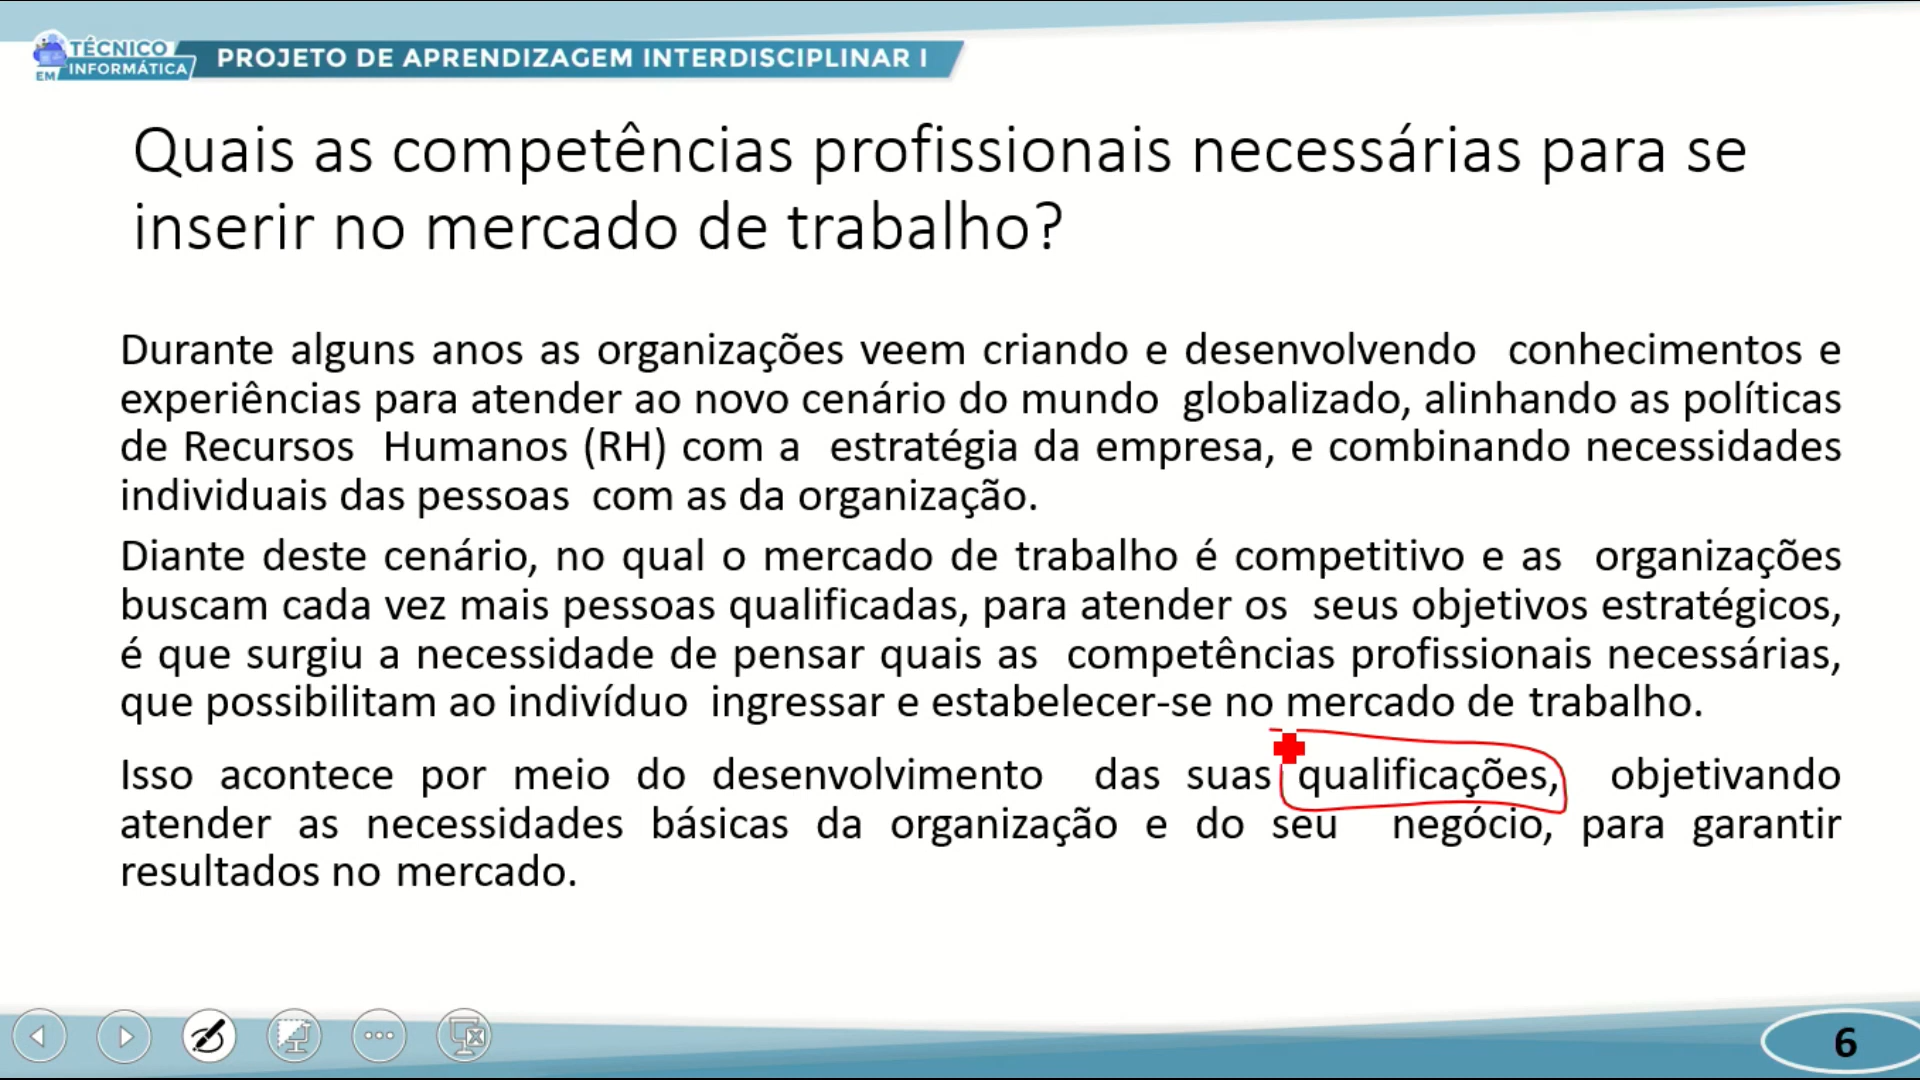 TÉCNICO
EM INFORMÁTICA
PROJETO DE APRENDIZAGEM INTERDISCIPLINAR I
Quais as competências profissionais necessárias para se
inserir no mercado de trabalho?
Durante alguns anos as organizações veem criando e desenvolvendo conhecimentos e
experiências para atender ao novo cenário do mundo globalizado, alinhando as políticas
de Recursos Humanos (RH) com a estratégia da empresa, e combinando necessidades
individuais das pessoas com as da organização.
Diante deste cenário, no qual o mercado de trabalho é competitivo e as organizações
buscam cada vez mais pessoas qualificadas, para atender os seus objetivos estratégicos,
é que surgiu a necessidade de pensar quais as competências profissionais necessárias,
que possibilitam ao indivíduo ingressar e estabelecer-se no mercado de trabalho.
Isso acontece por meio do desenvolvimento das suas qualificações, objetivando
atender as necessidades básicas da organização e do seu negócio, para garantir
resultados no mercado.
6